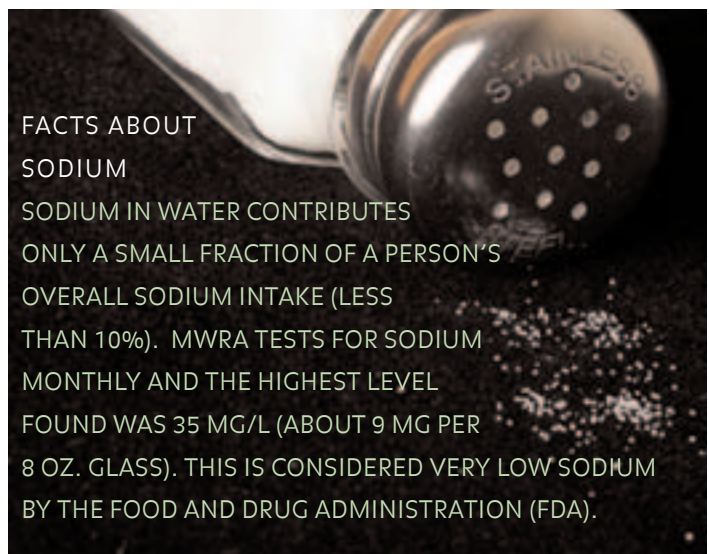 STAINLESS
FACTS ABOUT
SODIUM
SODIUM IN WATER CONTRIBUTES
ONLY A SMALL FRACTION OF A PERSON’S
OVERALL SODIUM INTAKE (LESS
THAN 10%). MWRA TESTS FOR SODIUM
MONTHLY AND THE HIGHEST LEVEL
FOUND WAS 35 MG/L (ABOUT 9 MG PER
8 OZ. GLASS). THIS IS CONSIDERED VERY LOW SODIUM
BY THE FOOD AND DRUG ADMINISTRATION (FDA).